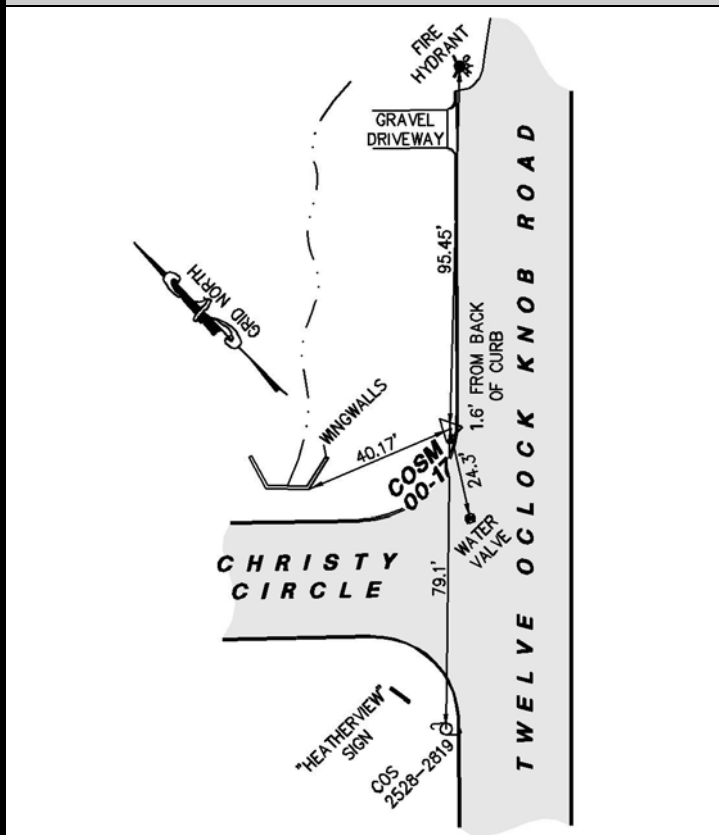 FIRE
HYDRANT
GRAVEL
DRIVEWAY
TWELVE OCLOCK KNOB ROAD
95.45'
GRID NORTH
1.6' FROM BACK
OF CURB
WINGWALLS
40.17'
COSM
00-17
24.3'
WATER
VALVE
CHRISTY
CIRCLE
79.1'
"HEATHERVIEW"
SIGN
COS
2528-2819